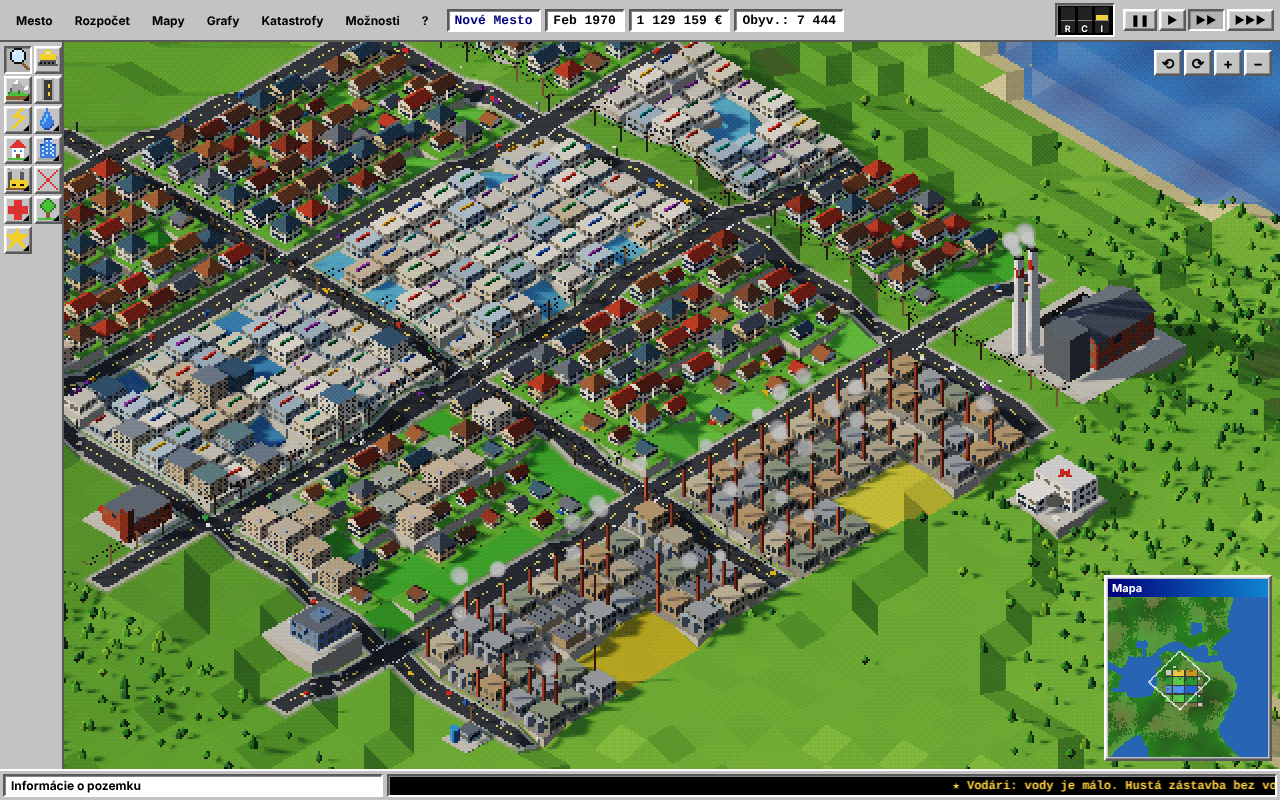 Mesto Rozpočet Mapy Grafy Katastrofy Možnosti ? Nové Mesto Feb 1970 1 129 159 € Obyv.: 7 444
R C I
Mapa
Informácie o pozemku
★ Vodári: vody je málo. Hustá zástavba bez